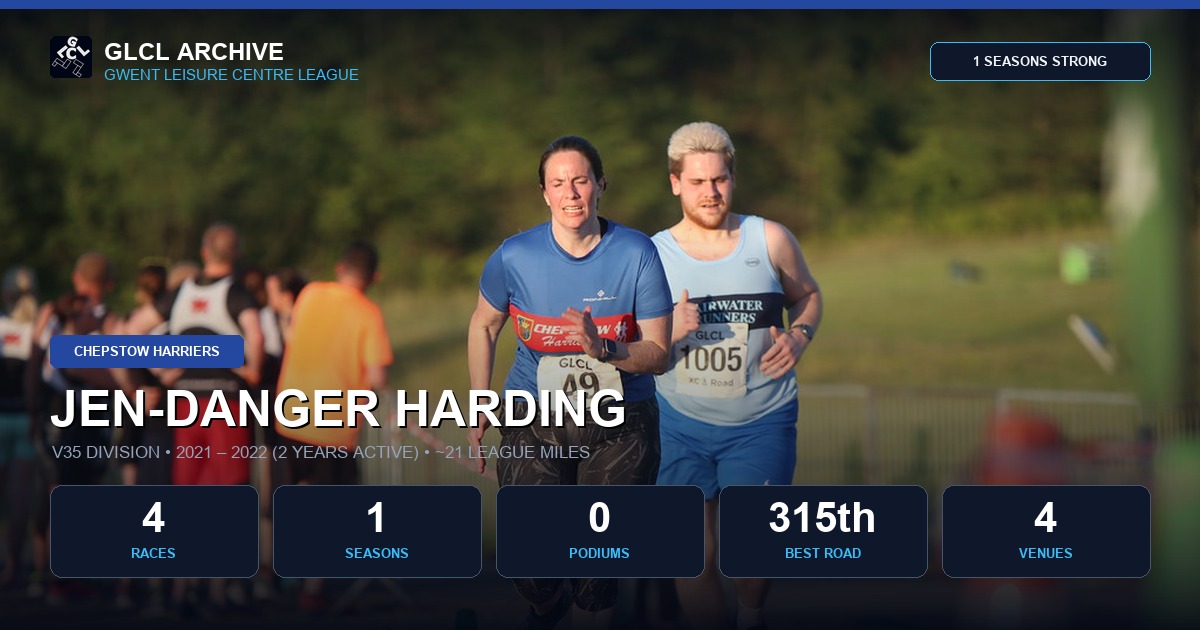 GLCL ARCHIVE
GWENT LEISURE CENTRE LEAGUE
1 SEASONS STRONG
RONHILL
CHEPSTOW
GLCL
49
GLCL
1005
XC & Road
CHEPSTOW HARRIERS
JEN-DANGER HARDING
V35 DIVISION • 2021 – 2022 (2 YEARS ACTIVE) • ~21 LEAGUE MILES
4
RACES
1
SEASONS
0
PODIUMS
315th
BEST ROAD
4
VENUES